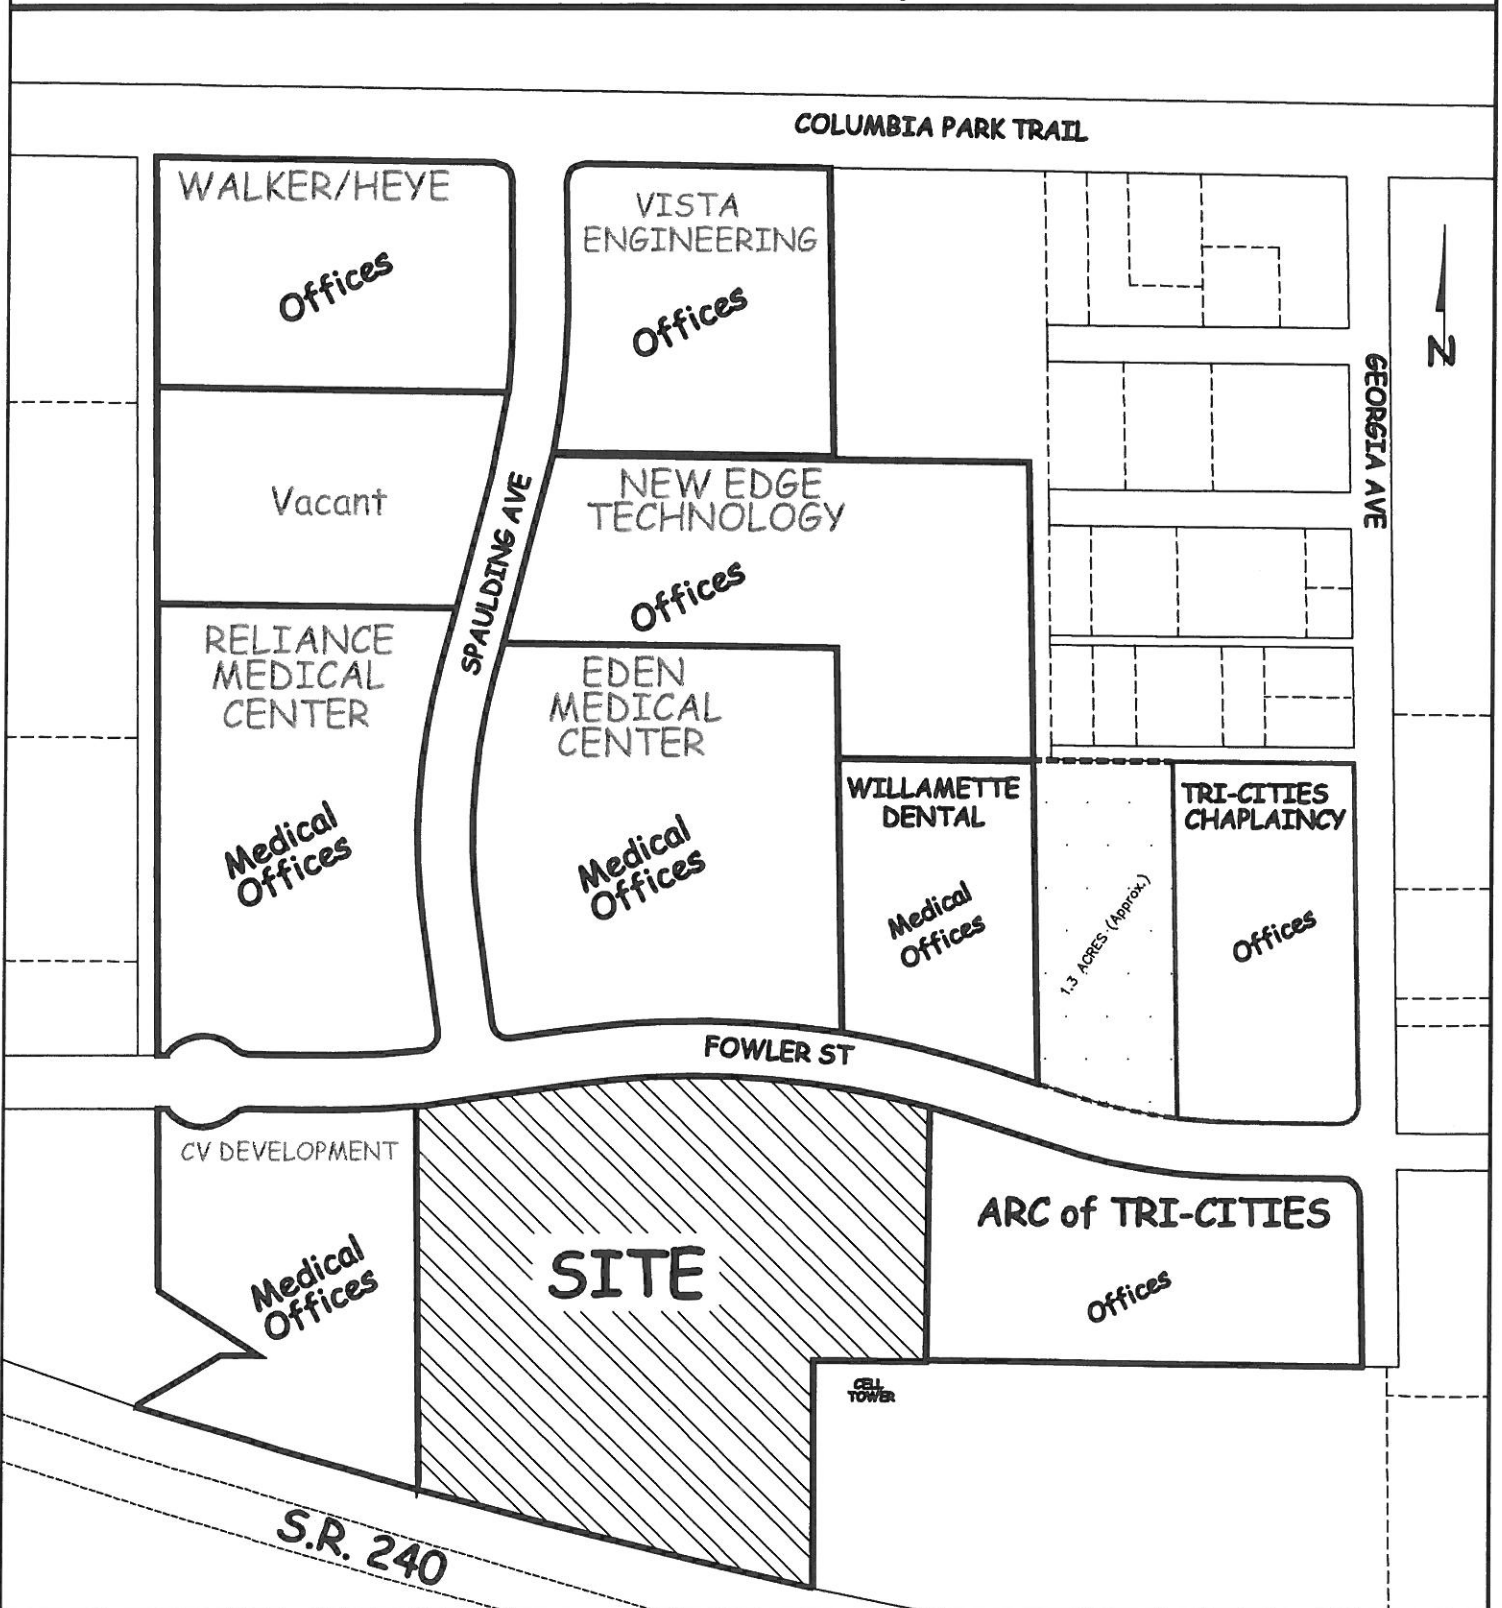 COLUMBIA PARK TRAIL
WALKER/HEYE
Offices
VISTA
ENGINEERING
Offices
N
GEORGIA AVE
Vacant
SPAULDING AVE
NEW EDGE
TECHNOLOGY
Offices
RELIANCE
MEDICAL
CENTER
Medical
Offices
EDEN
MEDICAL
CENTER
Medical
Offices
WILLAMETTE
DENTAL
Medical
Offices
1.3 ACRES (Approx.)
TRI-CITIES
CHAPLAINCY
Offices
FOWLER ST
CV DEVELOPMENT
Medical
Offices
SITE
ARC of TRI-CITIES
Offices
CELL
TOWER
S.R. 240